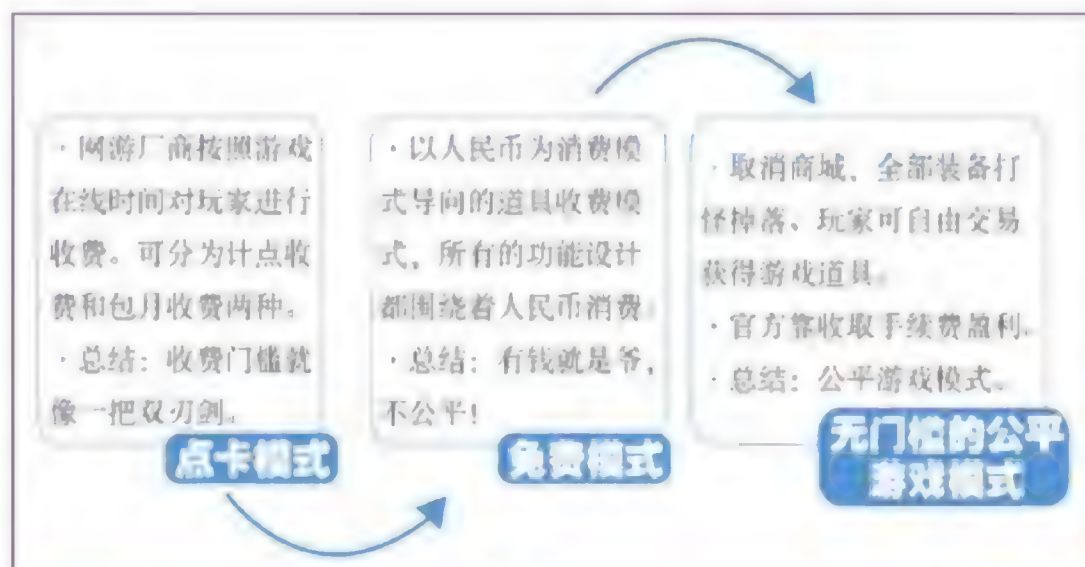 · 网游厂商按照游戏
在线时间对玩家进行
收费。可分为计点收
费和包月收费两种。
· 总结：收费门槛就
像一把双刃剑。
点卡模式
· 以人民币为消费模
式导向的道具收费模
式，所有的功能设计
都围绕着人民币消费。
· 总结：有钱就是爷，
不公平！
免费模式
· 取消商城、全部装备打
怪掉落、玩家可自由交易
获得游戏道具。
· 官方靠收取手续费盈利。
· 总结：公平游戏模式。
无门槛的公平
游戏模式